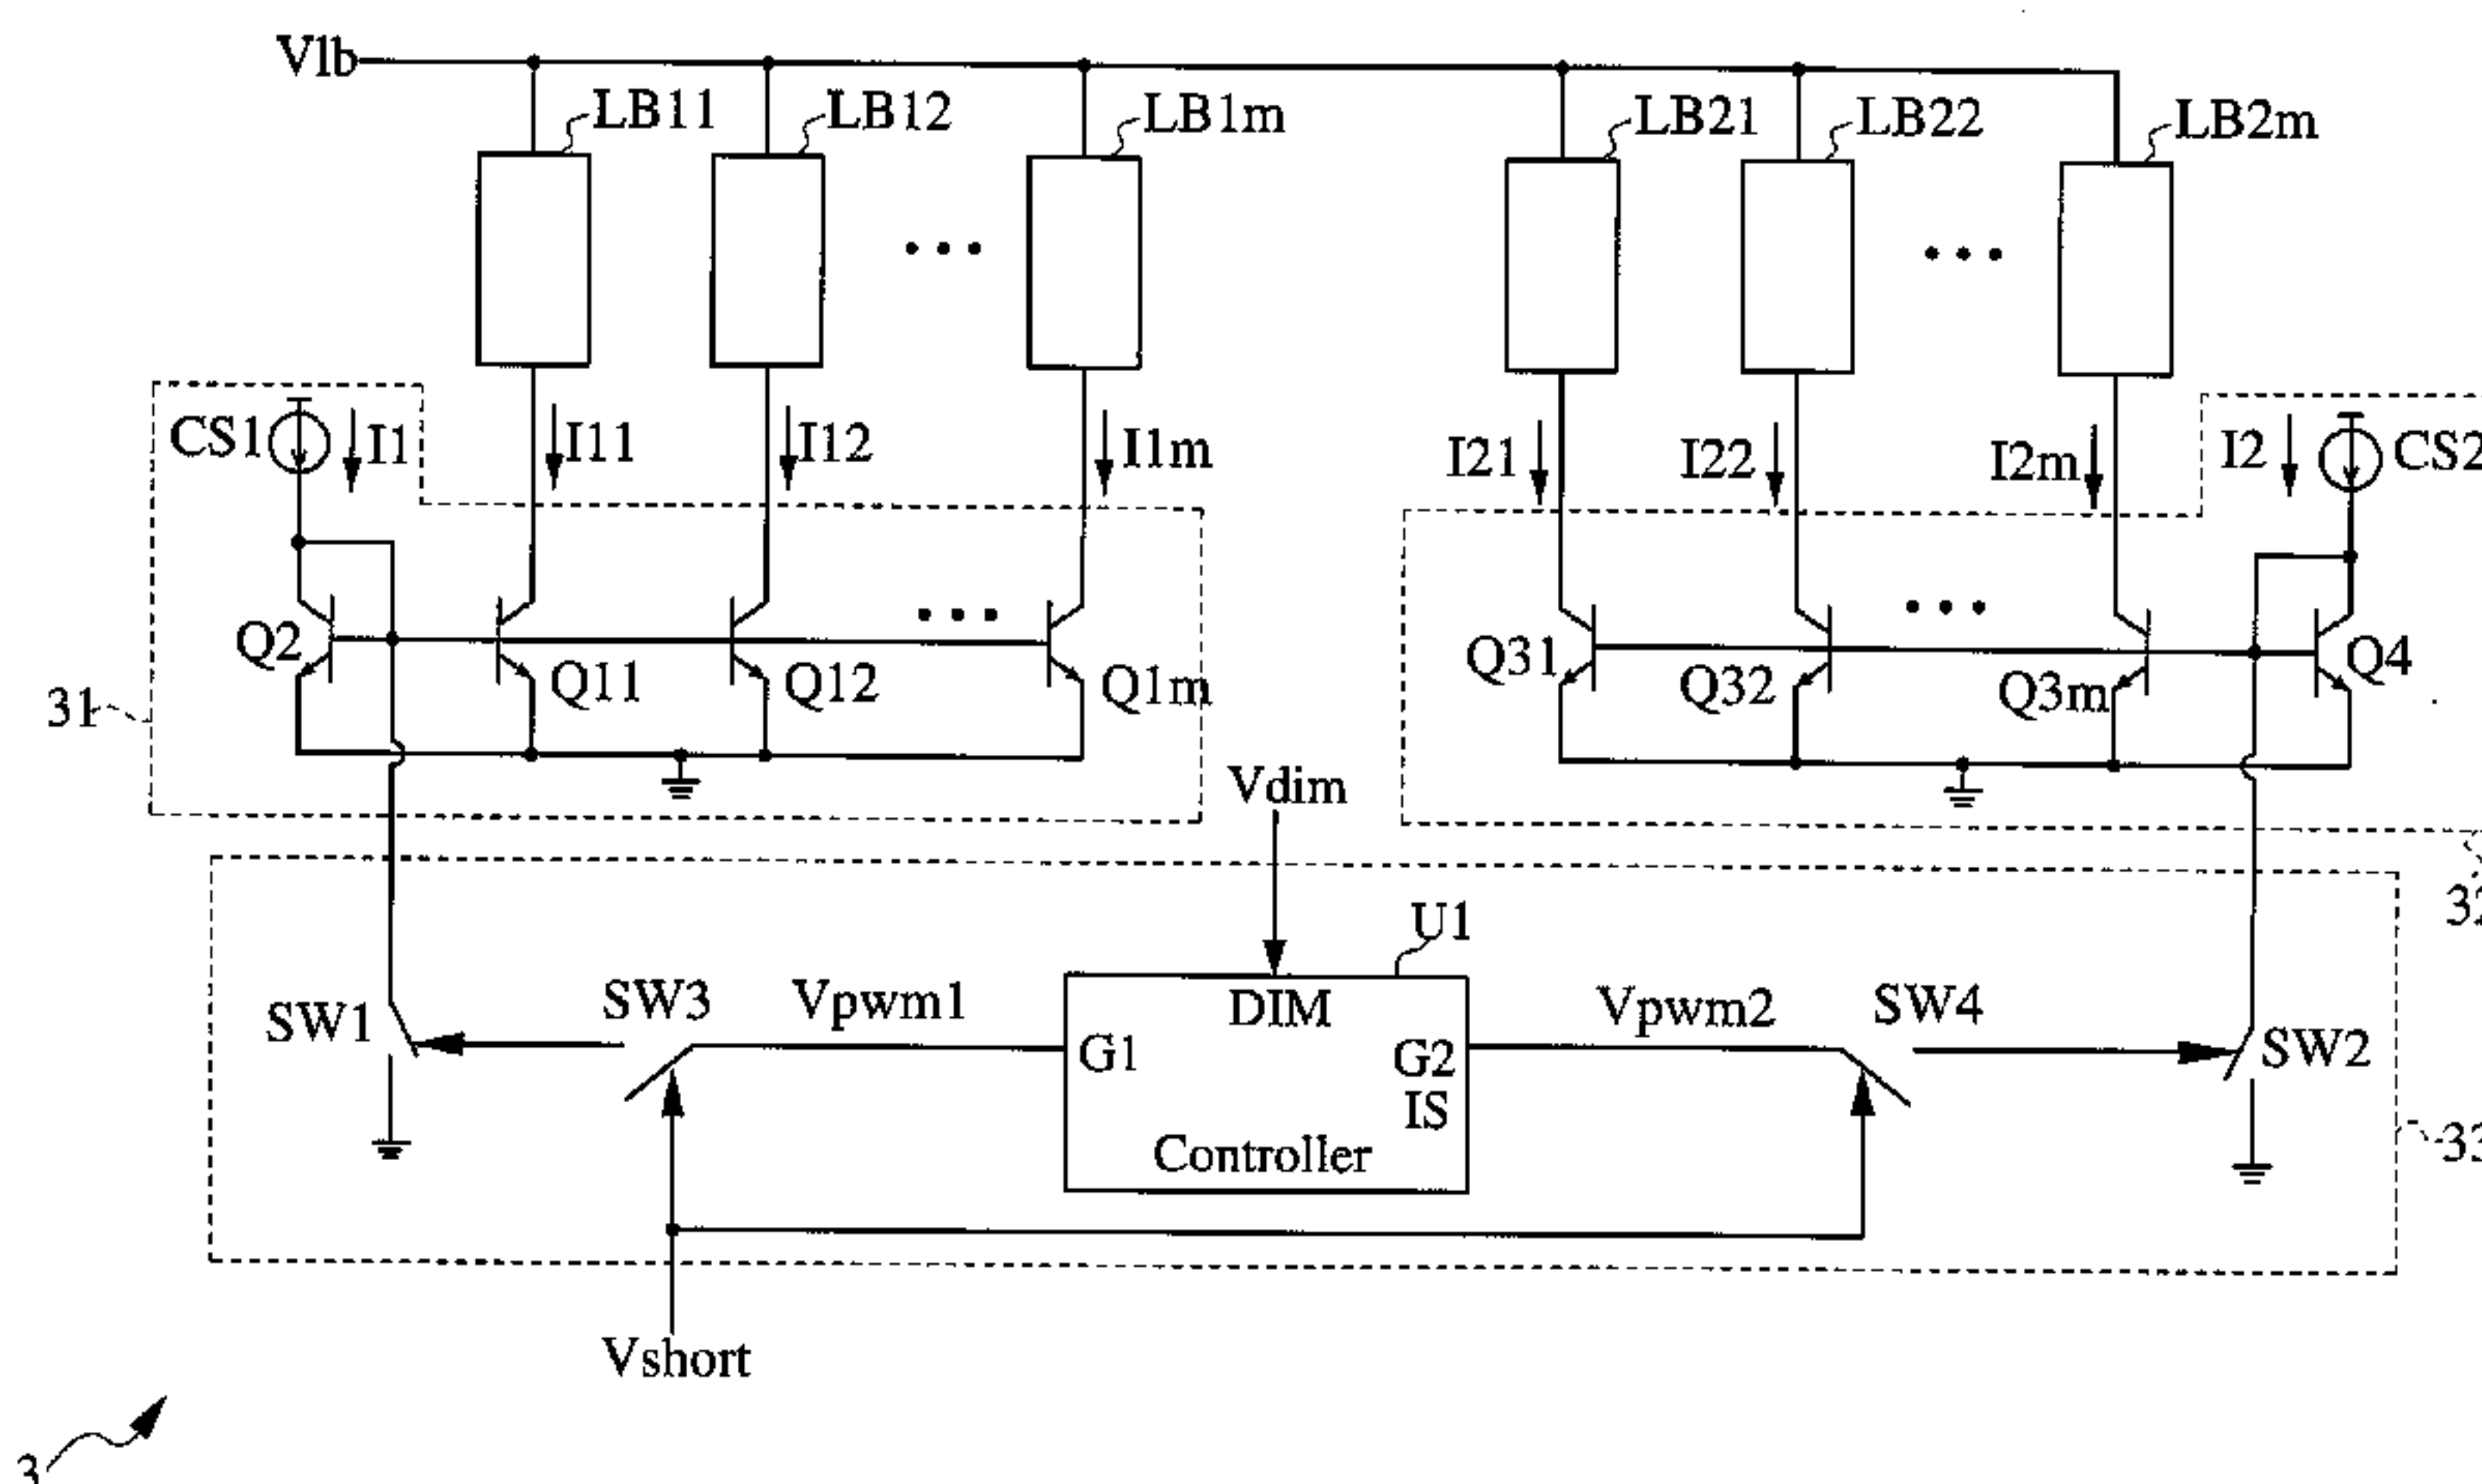 Vlb
LB11
LB12
LB1m
LB21
LB22
LB2m
CS1
I1
I11
I12
I1m
I21
I22
I2m
I2
CS2
Q2
Q11
Q12
Q1m
Q31
Q32
Q3m
Q4
31
Vdim
U1
SW1
SW3
Vpwm1
DIM
G1
G2
IS
Controller
Vpwm2
SW4
SW2
33
Vshort
3